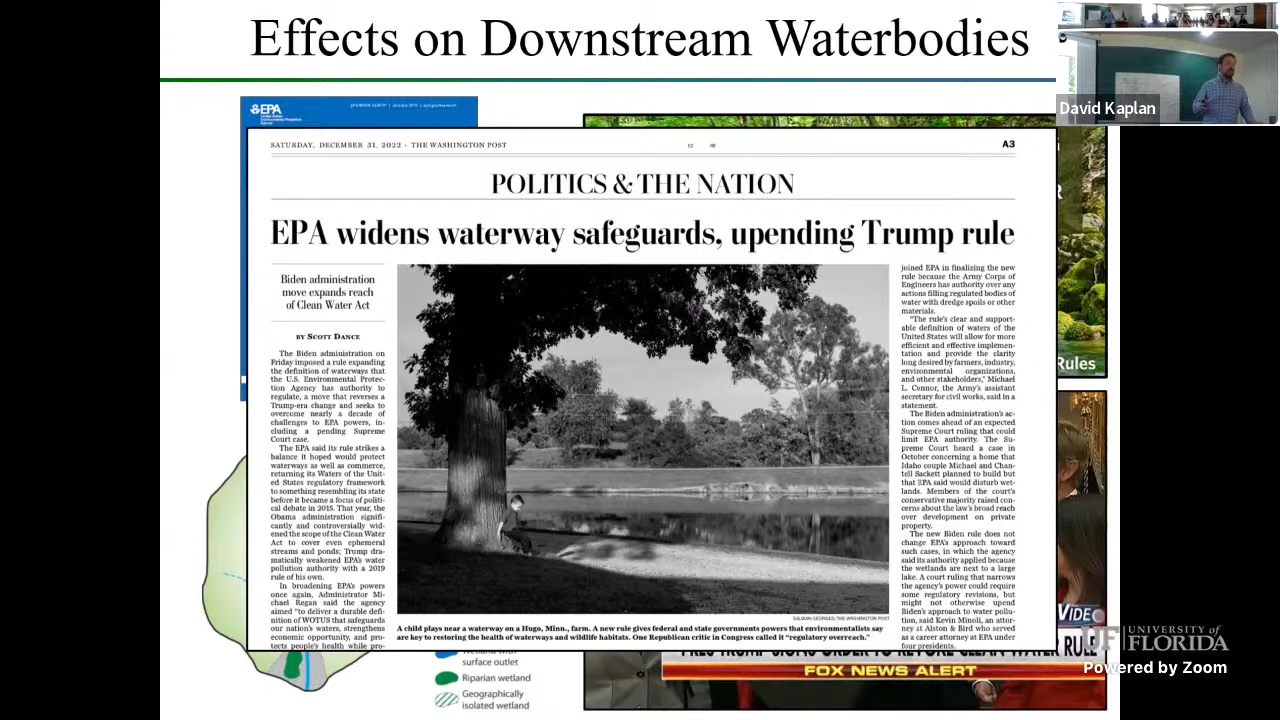 Effects on Downstream Waterbodies
David Kaplan
EPA
SATURDAY, DECEMBER 31, 2022 · THE WASHINGTON POST
EZ RE
A3
POLITICS & THE NATION
EPA widens waterway safeguards, upending Trump rule
Biden administration
move expands reach
of Clean Water Act
BY SCOTT DANCE
The Biden administration on
Friday imposed a rule expanding
the definition of waterways that
the U.S. Environmental Protec-
tion Agency has authority to
regulate, a move that reverses a
Trump-era change and seeks to
overcome nearly a decade of
challenges to EPA powers, in-
cluding a pending Supreme
Court case.
The EPA said its rule strikes a
balance it hoped would protect
waterways as well as commerce,
returning its Waters of the Unit-
ed States regulatory framework
to something resembling its state
before it became a focus of politi-
cal debate in 2015. That year, the
Obama administration signifi-
cantly and controversially wid-
ened the scope of the Clean Water
Act to cover even ephemeral
streams and ponds; Trump dra-
matically weakened EPA's water
pollution authority with a 2019
rule of his own.
In broadening EPA's powers
once again, Administrator Mi-
chael Regan said the agency
aimed "to deliver a durable defi-
nition of WOTUS that safeguards
our nation's waters, strengthens
economic opportunity, and pro-
tects people's health while pro-
DALMAN GEORGES/THE WASHINGTON POST
A child plays near a waterway on a Hugo, Minn., farm. A new rule gives federal and state governments powers that environmentalists say
are key to restoring the health of waterways and wildlife habitats. One Republican critic in Congress called it "regulatory overreach."
joined EPA in finalizing the new
rule because the Army Corps of
Engineers has authority over any
actions filling regulated bodies of
water with dredge spoils or other
materials.
"The rule's clear and support-
able definition of waters of the
United States will allow for more
efficient and effective implemen-
tation and provide the clarity
long desired by farmers, industry,
environmental organizations,
and other stakeholders," Michael
L. Connor, the Army's assistant
secretary for civil works, said in a
statement.
The Biden administration's ac-
tion comes ahead of an expected
Supreme Court ruling that could
limit EPA authority. The Su-
preme Court heard a case in
October concerning a home that
Idaho couple Michael and Chan-
tell Sackett planned to build but
that EPA said would disturb wet-
lands. Members of the court's
conservative majority raised con-
cerns about the law's broad reach
over development on private
property.
The new Biden rule does not
change EPA's approach toward
such cases, in which the agency
said its authority applied because
the wetlands are next to a large
lake. A court ruling that narrows
the agency's power could require
some regulatory revisions, but
might not otherwise upend
Biden's approach to water pollu-
tion, said Kevin Minoli, an attor-
ney at Alston & Bird who served
as a career attorney at EPA under
four presidents.
Rules
VIDEO
surface outlet
Riparian wetland
Geographically
isolated wetland
PRES TRUMP SIGNS ORDER TO REVOKE CLEAN WATER RULE
FOX NEWS ALERT
UF UNIVERSITY of
FLORIDA
Powered by Zoom